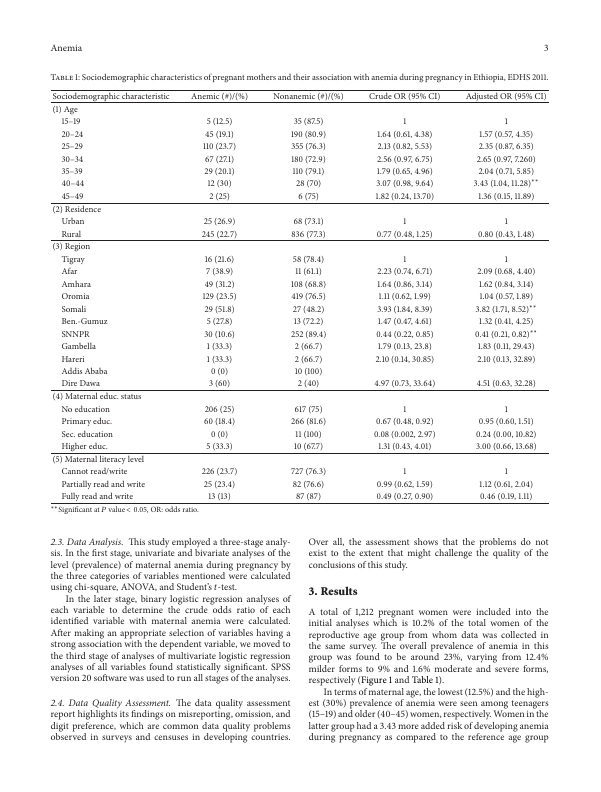 Anemia 3
TABLE 1: Sociodemographic characteristics of pregnant mothers and their association with anemia during pregnancy in Ethiopia, EDHS 2011.
Sociodemographic characteristic Anemic (#)/(%) Nonanemic (#)/(%) Crude OR (95% CI) Adjusted OR (95% CI)
(1) Age
15–19 5 (12.5) 35 (87.5) 1 1
20–24 45 (19.1) 190 (80.9) 1.64 (0.61, 4.38) 1.57 (0.57, 4.35)
25–29 110 (23.7) 355 (76.3) 2.13 (0.82, 5.53) 2.35 (0.87, 6.35)
30–34 67 (27.1) 180 (72.9) 2.56 (0.97, 6.75) 2.65 (0.97, 7.260)
35–39 29 (20.1) 110 (79.1) 1.79 (0.65, 4.96) 2.04 (0.71, 5.85)
40–44 12 (30) 28 (70) 3.07 (0.98, 9.64) 3.43 (1.04, 11.28)**
45–49 2 (25) 6 (75) 1.82 (0.24, 13.70) 1.36 (0.15, 11.89)
(2) Residence
Urban 25 (26.9) 68 (73.1) 1 1
Rural 245 (22.7) 836 (77.3) 0.77 (0.48, 1.25) 0.80 (0.43, 1.48)
(3) Region
Tigray 16 (21.6) 58 (78.4) 1 1
Afar 7 (38.9) 11 (61.1) 2.23 (0.74, 6.71) 2.09 (0.68, 4.40)
Amhara 49 (31.2) 108 (68.8) 1.64 (0.86, 3.14) 1.62 (0.84, 3.14)
Oromia 129 (23.5) 419 (76.5) 1.11 (0.62, 1.99) 1.04 (0.57, 1.89)
Somali 29 (51.8) 27 (48.2) 3.93 (1.84, 8.39) 3.82 (1.71, 8.52)**
Ben.-Gumuz 5 (27.8) 13 (72.2) 1.47 (0.47, 4.61) 1.32 (0.41, 4.25)
SNNPR 30 (10.6) 252 (89.4) 0.44 (0.22, 0.85) 0.41 (0.21, 0.82)**
Gambella 1 (33.3) 2 (66.7) 1.79 (0.13, 23.8) 1.83 (0.11, 29.43)
Hareri 1 (33.3) 2 (66.7) 2.10 (0.14, 30.85) 2.10 (0.13, 32.89)
Addis Ababa 0 (0) 10 (100)
Dire Dawa 3 (60) 2 (40) 4.97 (0.73, 33.64) 4.51 (0.63, 32.28)
(4) Maternal educ. status
No education 206 (25) 617 (75) 1 1
Primary educ. 60 (18.4) 266 (81.6) 0.67 (0.48, 0.92) 0.95 (0.60, 1.51)
Sec. education 0 (0) 11 (100) 0.08 (0.002, 2.97) 0.24 (0.00, 10.82)
Higher educ. 5 (33.3) 10 (67.7) 1.31 (0.43, 4.01) 3.00 (0.66, 13.68)
(5) Maternal literacy level
Cannot read/write 226 (23.7) 727 (76.3) 1 1
Partially read and write 25 (23.4) 82 (76.6) 0.99 (0.62, 1.59) 1.12 (0.61, 2.04)
Fully read and write 13 (13) 87 (87) 0.49 (0.27, 0.90) 0.46 (0.19, 1.11)
**Significant at P value < 0.05, OR: odds ratio.
2.3. Data Analysis. This study employed a three-stage analy-
sis. In the first stage, univariate and bivariate analyses of the
level (prevalence) of maternal anemia during pregnancy by
the three categories of variables mentioned were calculated
using chi-square, ANOVA, and Student's t-test.
In the later stage, binary logistic regression analyses of
each variable to determine the crude odds ratio of each
identified variable with maternal anemia were calculated.
After making an appropriate selection of variables having a
strong association with the dependent variable, we moved to
the third stage of analyses of multivariate logistic regression
analyses of all variables found statistically significant. SPSS
version 20 software was used to run all stages of the analyses.
2.4. Data Quality Assessment. The data quality assessment
report highlights its findings on misreporting, omission, and
digit preference, which are common data quality problems
observed in surveys and censuses in developing countries.
Over all, the assessment shows that the problems do not
exist to the extent that might challenge the quality of the
conclusions of this study.
3. Results
A total of 1,212 pregnant women were included into the
initial analyses which is 10.2% of the total women of the
reproductive age group from whom data was collected in
the same survey. The overall prevalence of anemia in this
group was found to be around 23%, varying from 12.4%
milder forms to 9% and 1.6% moderate and severe forms,
respectively (Figure 1 and Table 1).
In terms of maternal age, the lowest (12.5%) and the high-
est (30%) prevalence of anemia were seen among teenagers
(15–19) and older (40–45) women, respectively. Women in the
latter group had a 3.43 more added risk of developing anemia
during pregnancy as compared to the reference age group